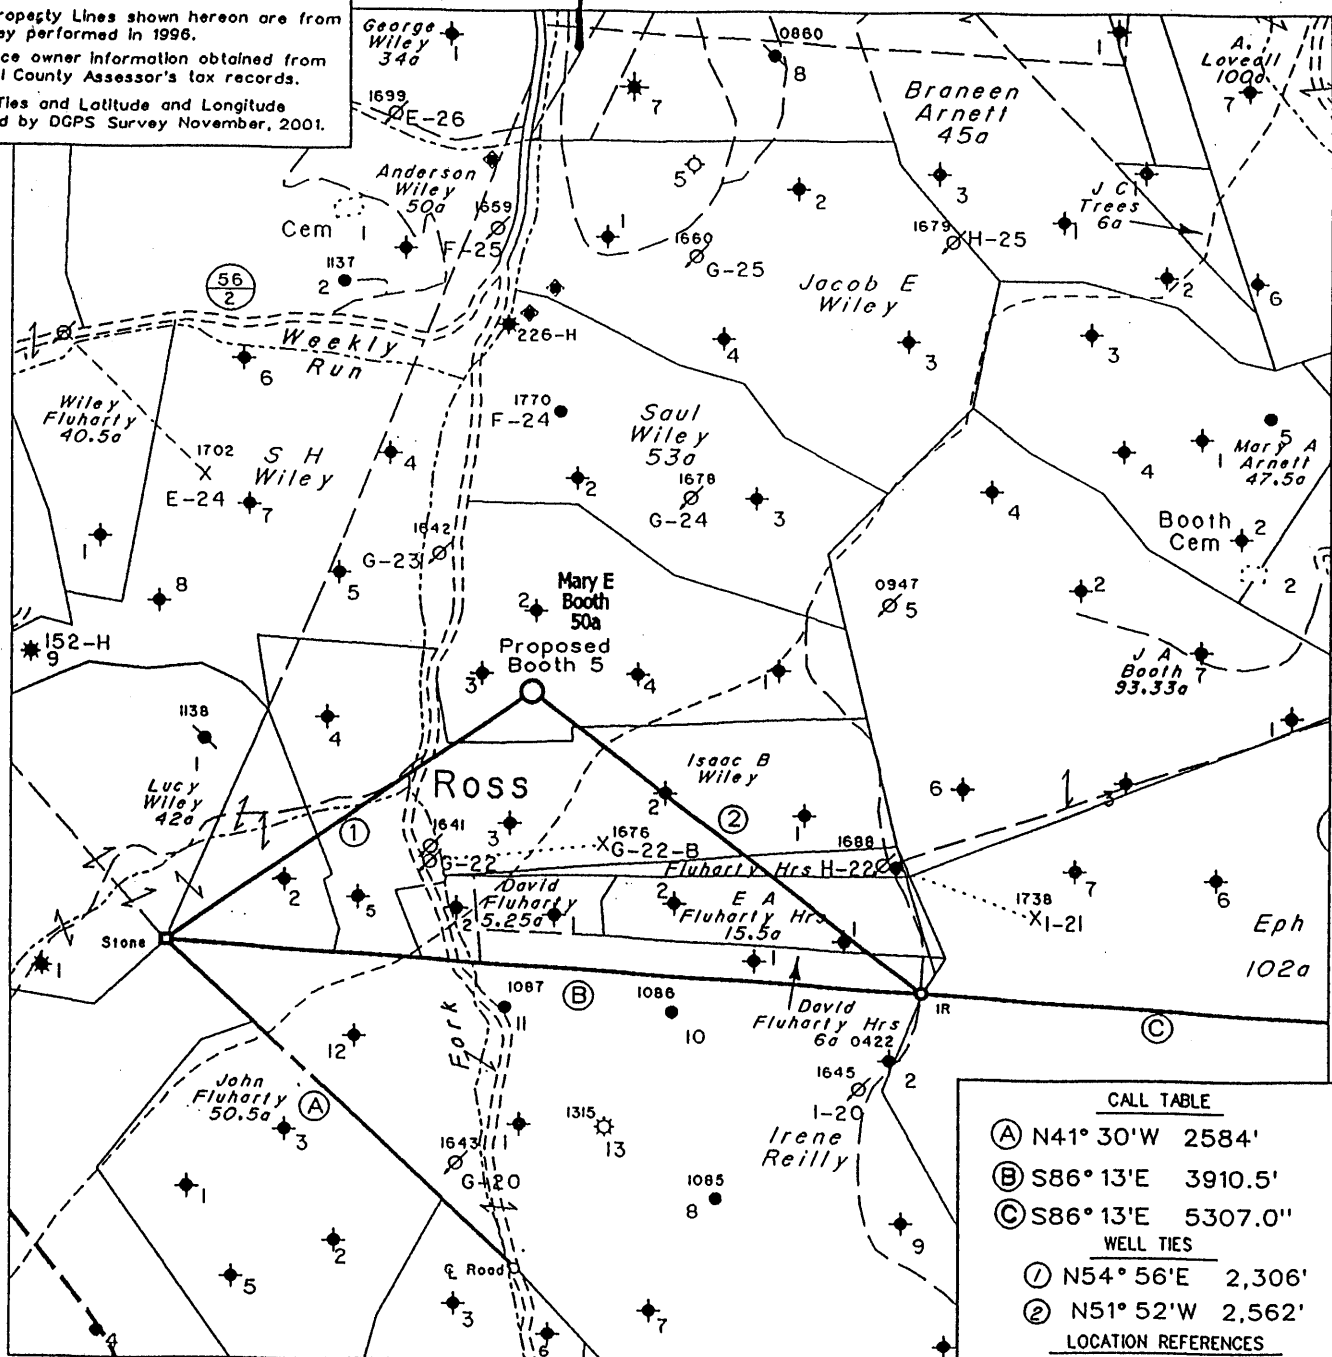 roperty Lines shown hereon are from
ey performed in 1996.
ce owner information obtained from
l County Assessor's tax records.
Ties and Latitude and Longitude
d by DGPS Survey November, 2001.
George
Wiley
34a
1
0860
8
7
1
A.
Loveall
100a
7
1699
E-26
Braneen
Arnett
45a
Anderson
Wiley
50a
5
2
3
J C
Trees
6a
1
Cem
1
1659
F-25
1
1660
G-25
1679
H-25
1137
2
56
2
Jacob E
Wiley
2
6
226-H
Weekly
Run
6
4
3
3
Wiley
Fluharty
40.5a
1770
F-24
Saul
Wiley
53a
5
S H
Wiley
4
1702
E-24
7
2
1678
G-24
3
4
4
1
Mary A
Arnett
47.5a
1
1642
G-23
Booth
Cem
2
2
8
5
Mary E
Booth
50a
2
0947
5
2
152-H
9
Proposed
Booth 5
3
4
1
J A
Booth
93.33a
7
1138
1
4
1
Lucy
Wiley
42a
Ross
Isaac B
Wiley
2
6
3
1
2
1641
G-22
3
1676
G-22-B
1
1688
H-22
Fluharty Hrs
2
5
David
Fluharty
5.25a
2
2
E A
Fluharty Hrs
15.5a
1
7
6
1738
I-21
Eph
102a
Stone
1
1
B
1087
11
1086
10
David
Fluharty Hrs
6a
0422
IR
C
12
Fork
2
John
Fluharty
50.5a
A
3
1645
I-20
Irene
Reilly
1
1315
13
1643
G-20
1
1085
8
2
9
5
℄ Road
3
7
4
6
CALL TABLE
A N41° 30'W 2584'
B S86° 13'E 3910.5'
C S86° 13'E 5307.0"
WELL TIES
1 N54° 56'E 2,306'
2 N51° 52'W 2,562'
LOCATION REFERENCES